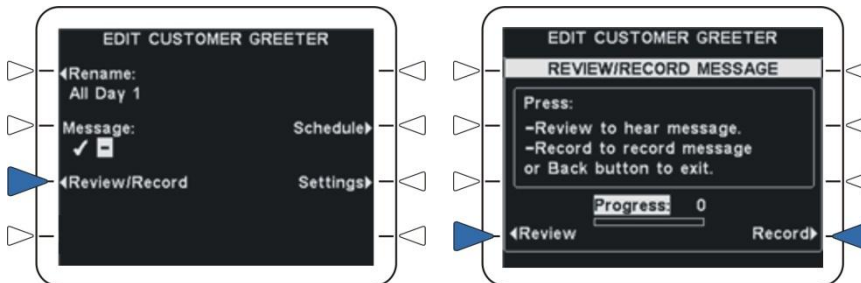 EDIT CUSTOMER GREETER
◂Rename:
All Day 1
Message: Schedule▸
✓ –
◂Review/Record Settings▸
EDIT CUSTOMER GREETER
REVIEW/RECORD MESSAGE
Press:
–Review to hear message.
–Record to record message
or Back button to exit.
Progress: 0
◂Review Record▸